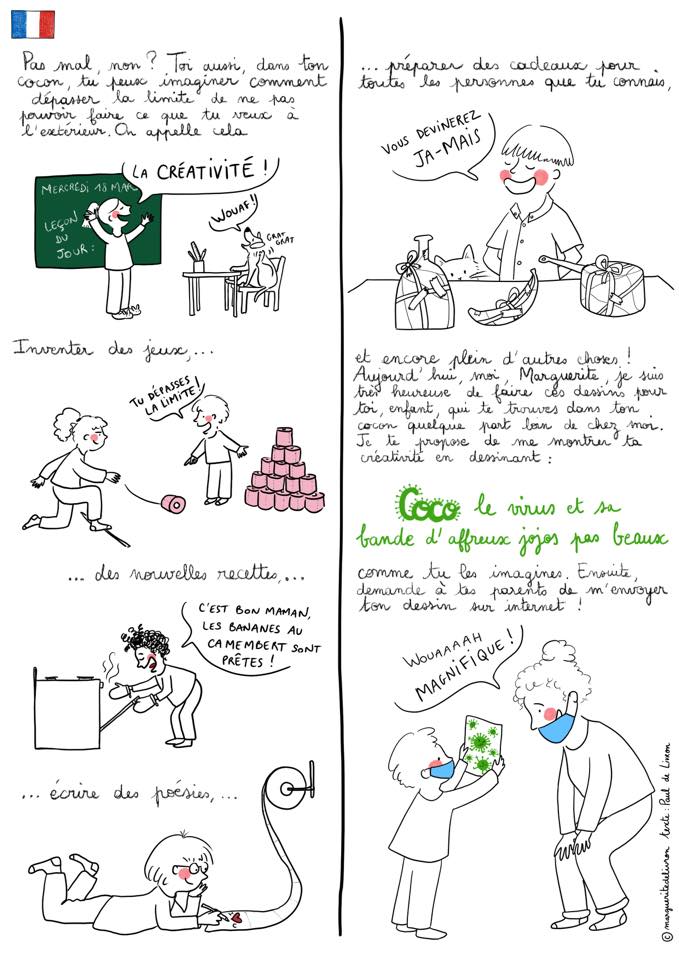 Pas mal, non ? Toi aussi, dans ton
cocon, tu peux imaginer comment
dépasser la limite de ne pas
pouvoir faire ce que tu veux à
l'extérieur. On appelle cela
LA CRÉATIVITÉ !
MERCREDI 18 MAR
LEÇON
DU
JOUR :
WOUAF !!
GRAT
GRAT
Inventer des jeux,...
TU DÉPASSES
LA LIMITE !
... des nouvelles recettes,...
C'EST BON MAMAN,
LES BANANES AU
CAMEMBERT SONT
PRÊTES !
... écrire des poésies,...
... préparer des cadeaux pour
toutes les personnes que tu connais,
VOUS DEVINEREZ
JA-MAIS
et encore plein d'autres choses !
Aujourd'hui, moi, Marguerite, je suis
très heureuse de faire ces dessins pour
toi, enfant, qui te trouves dans ton
cocon quelque part loin de chez moi.
Je te propose de me montrer ta
créativité en dessinant :
Coco le virus et sa
bande d'affreux jojos pas beaux
comme tu les imagines. Ensuite,
demande à tes parents de m'envoyer
ton dessin sur internet !
WOUAAAAH
MAGNIFIQUE !
© margueritedelivron texte : Paul de Livron